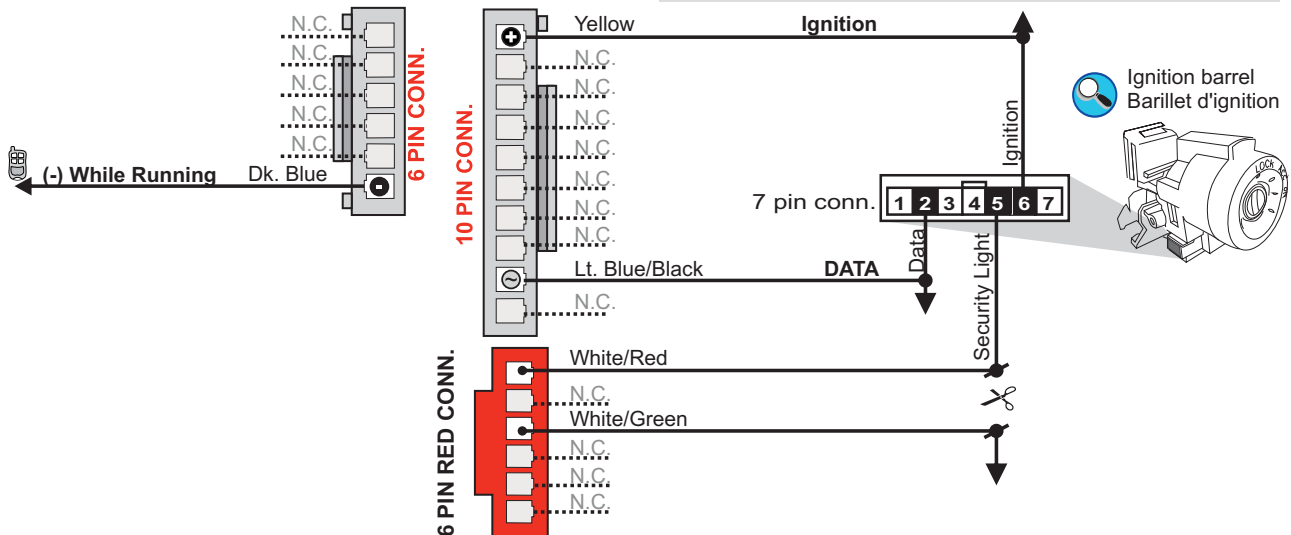 N.C.
N.C.
N.C.
N.C.
N.C.
(-) While Running Dk. Blue
6 PIN CONN.
10 PIN CONN.
Yellow Ignition
N.C.
N.C.
N.C.
N.C.
N.C.
N.C.
N.C.
Lt. Blue/Black DATA
N.C.
Ignition
Ignition barrel
Barillet d'ignition
LOCK ACC
7 pin conn. 1 2 3 4 5 6 7
Data
Security Light
6 PIN RED CONN.
White/Red
N.C.
White/Green
N.C.
N.C.
N.C.